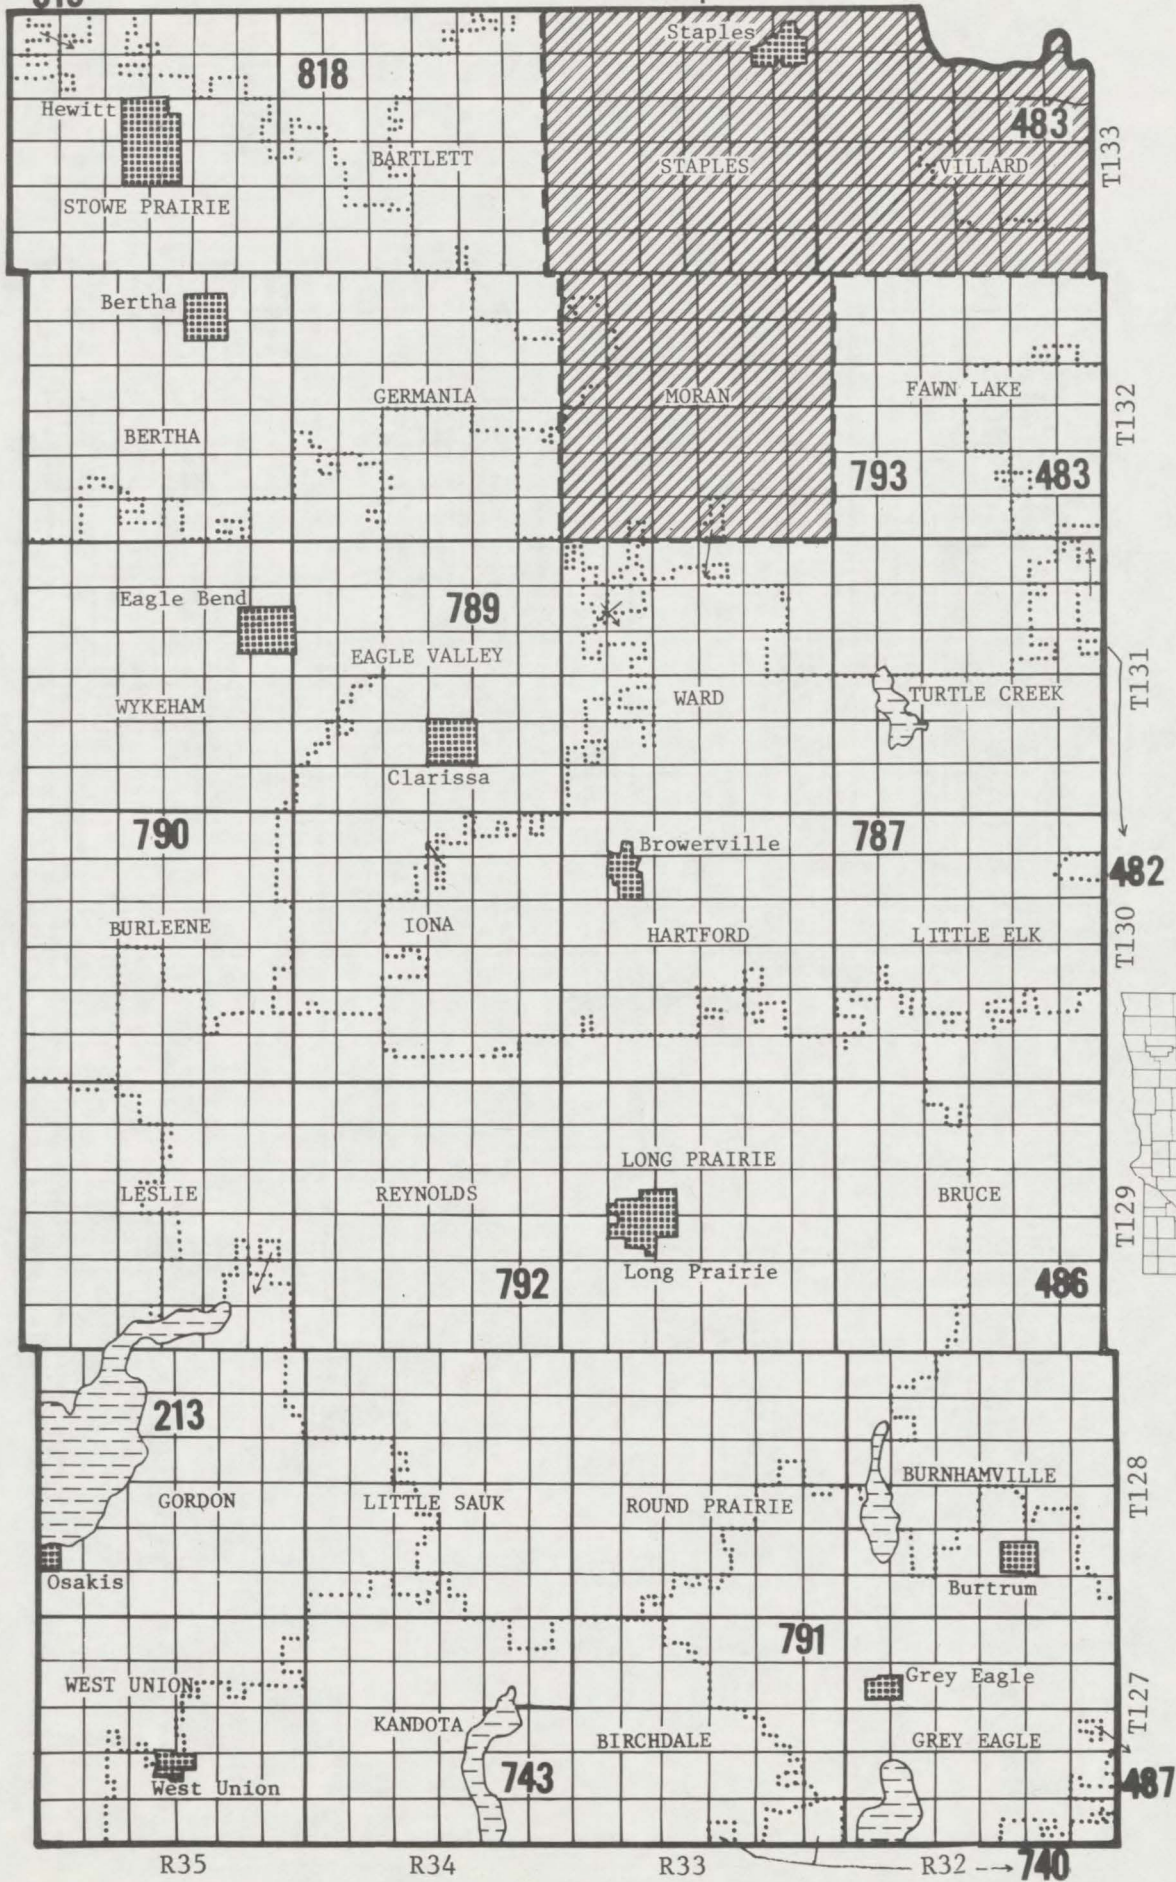 Staples
818
483
Hewitt
BARTLETT
STAPLES
VILLARD
T133
STOWE PRAIRIE
Bertha
GERMANIA
MORAN
FAWN LAKE
T132
BERTHA
793
483
Eagle Bend
789
EAGLE VALLEY
WARD
TURTLE CREEK
T131
WYKEHAM
Clarissa
790
Browerville
787
482
BURLEENE
IONA
HARTFORD
LITTLE ELK
T130
LONG PRAIRIE
LESLIE
REYNOLDS
BRUCE
T129
Long Prairie
792
486
213
GORDON
LITTLE SAUK
ROUND PRAIRIE
BURNHAMVILLE
T128
Osakis
Burtrum
791
WEST UNION
Grey Eagle
KANDOTA
BIRCHDALE
GREY EAGLE
T127
West Union
743
487
R35
R34
R33
R32
740